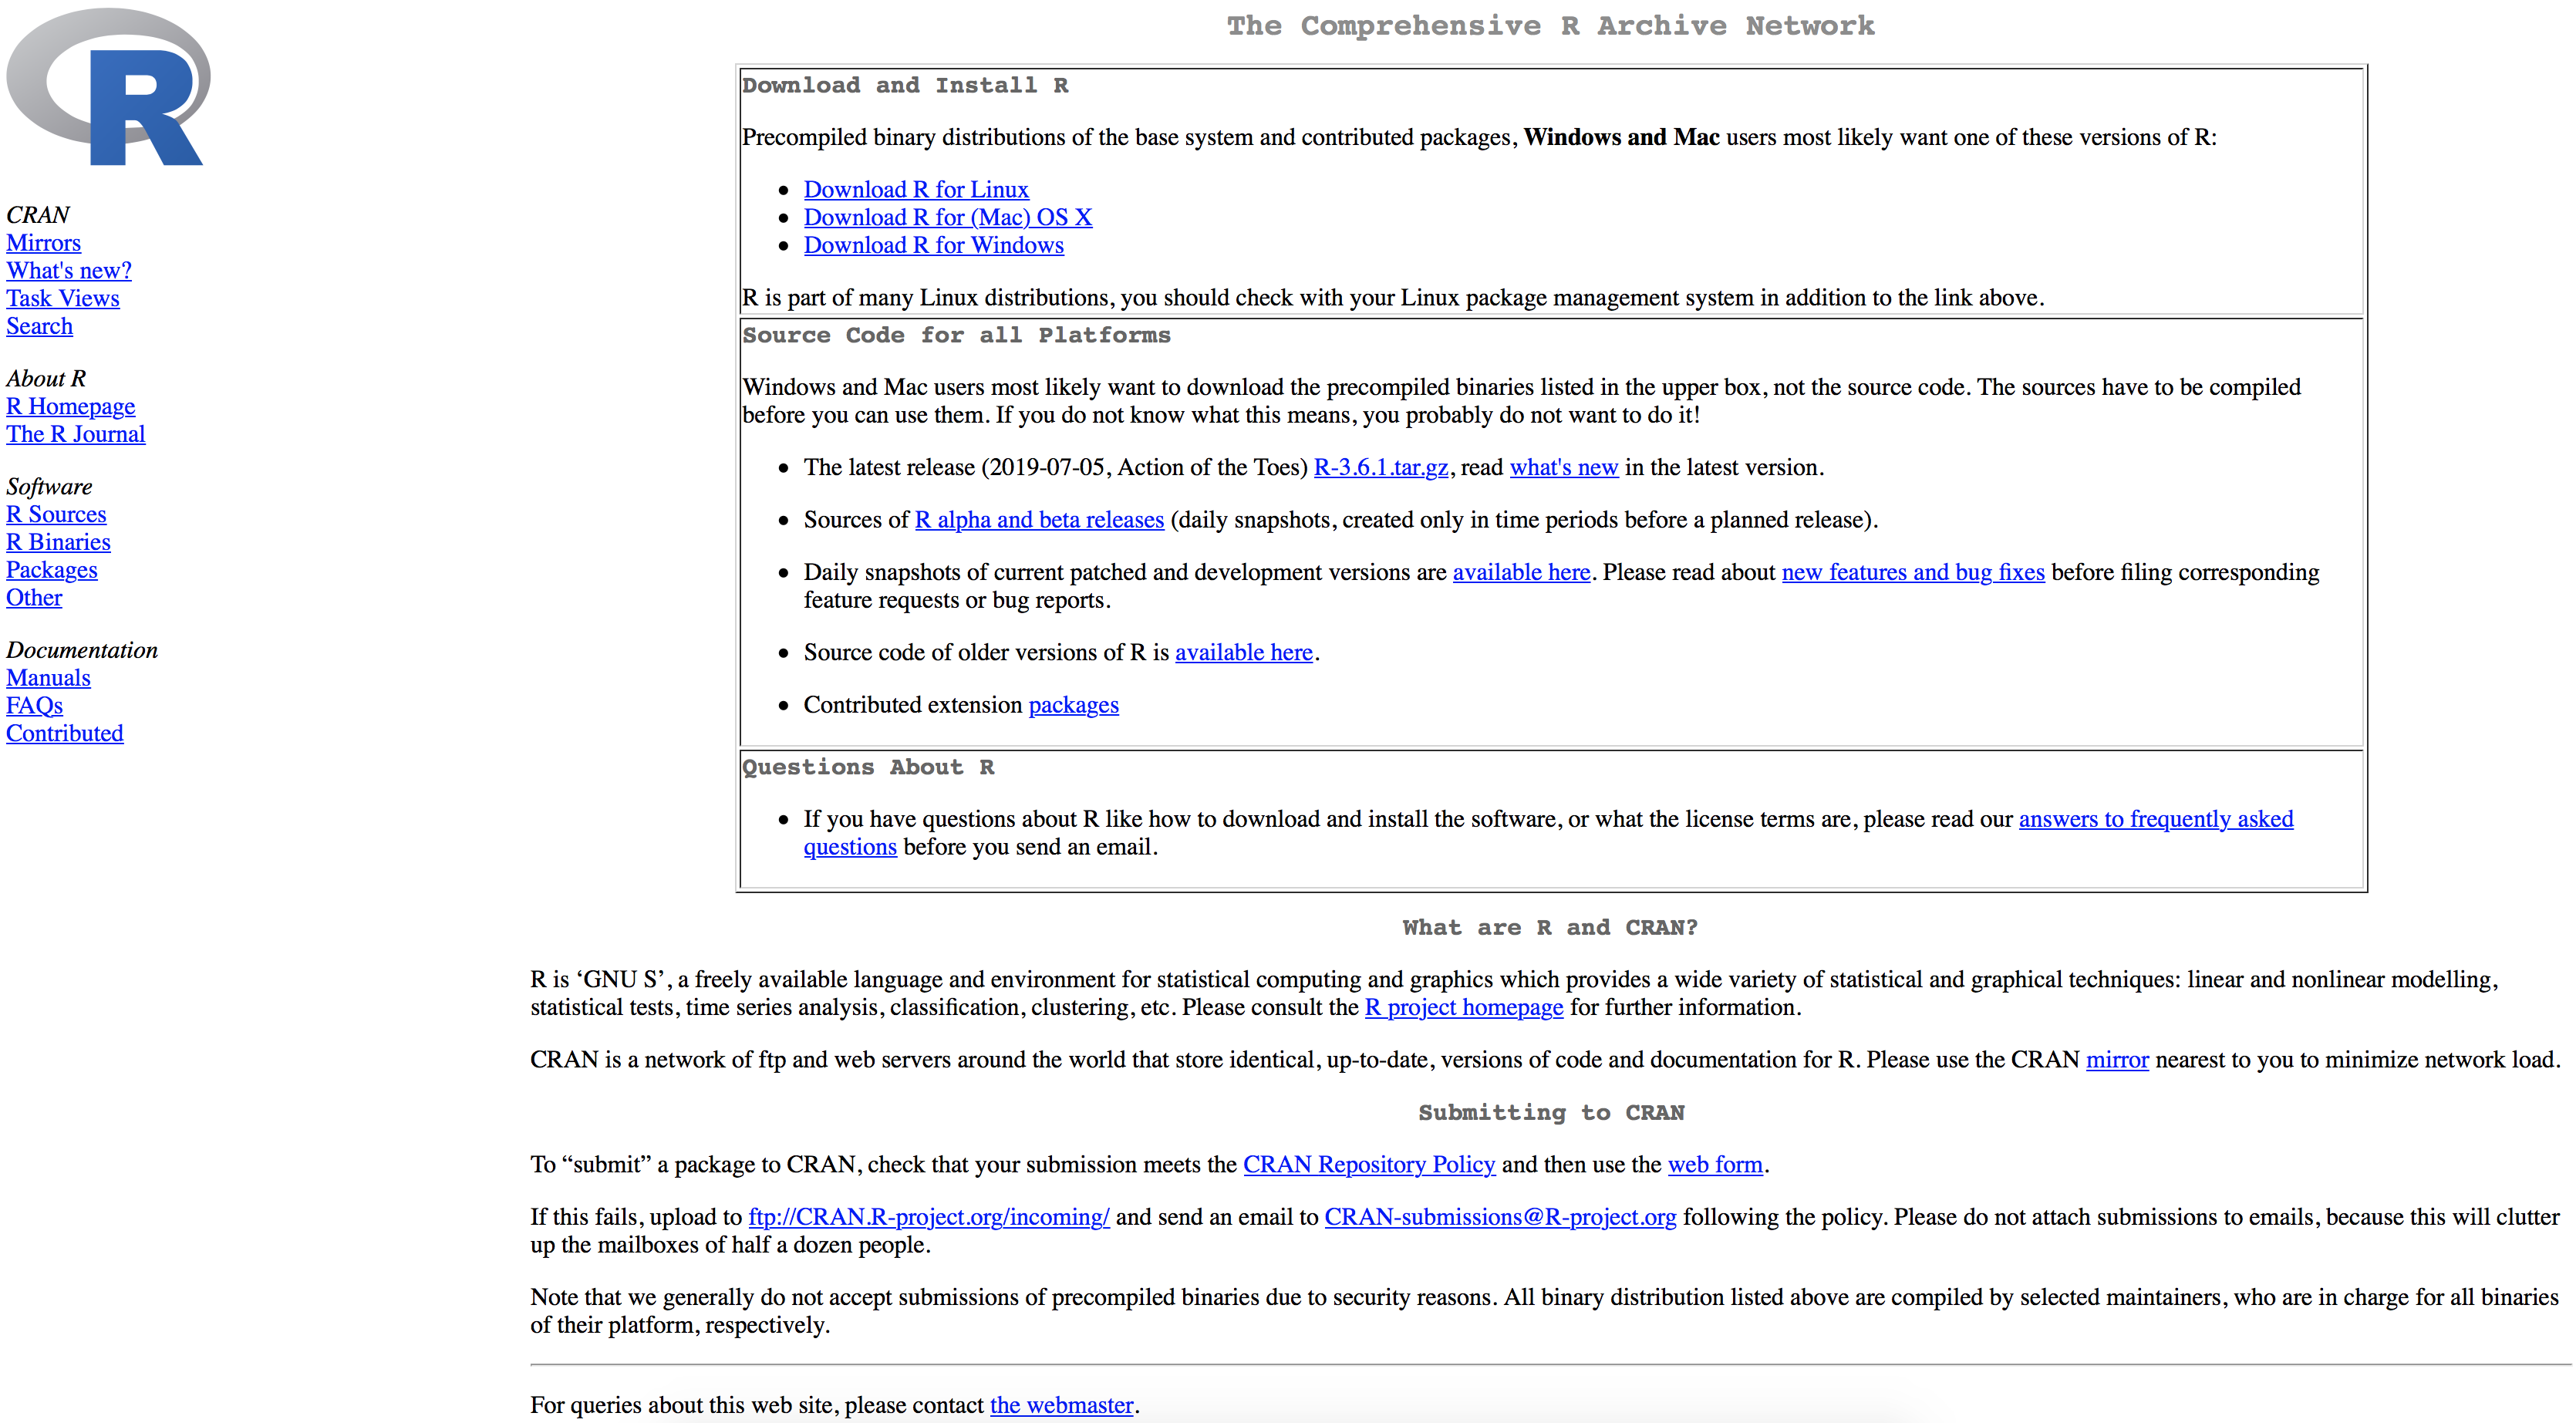 R
CRAN
Mirrors
What's new?
Task Views
Search
About R
R Homepage
The R Journal
Software
R Sources
R Binaries
Packages
Other
Documentation
Manuals
FAQs
Contributed
The Comprehensive R Archive Network
Download and Install R
Precompiled binary distributions of the base system and contributed packages, Windows and Mac users most likely want one of these versions of R:
• Download R for Linux
• Download R for (Mac) OS X
• Download R for Windows
R is part of many Linux distributions, you should check with your Linux package management system in addition to the link above.
Source Code for all Platforms
Windows and Mac users most likely want to download the precompiled binaries listed in the upper box, not the source code. The sources have to be compiled
before you can use them. If you do not know what this means, you probably do not want to do it!
• The latest release (2019-07-05, Action of the Toes) R-3.6.1.tar.gz, read what's new in the latest version.
• Sources of R alpha and beta releases (daily snapshots, created only in time periods before a planned release).
• Daily snapshots of current patched and development versions are available here. Please read about new features and bug fixes before filing corresponding
feature requests or bug reports.
• Source code of older versions of R is available here.
• Contributed extension packages
Questions About R
• If you have questions about R like how to download and install the software, or what the license terms are, please read our answers to frequently asked
questions before you send an email.
What are R and CRAN?
R is ‘GNU S’, a freely available language and environment for statistical computing and graphics which provides a wide variety of statistical and graphical techniques: linear and nonlinear modelling,
statistical tests, time series analysis, classification, clustering, etc. Please consult the R project homepage for further information.
CRAN is a network of ftp and web servers around the world that store identical, up-to-date, versions of code and documentation for R. Please use the CRAN mirror nearest to you to minimize network load.
Submitting to CRAN
To “submit” a package to CRAN, check that your submission meets the CRAN Repository Policy and then use the web form.
If this fails, upload to ftp://CRAN.R-project.org/incoming/ and send an email to CRAN-submissions@R-project.org following the policy. Please do not attach submissions to emails, because this will clutter
up the mailboxes of half a dozen people.
Note that we generally do not accept submissions of precompiled binaries due to security reasons. All binary distribution listed above are compiled by selected maintainers, who are in charge for all binaries
of their platform, respectively.
For queries about this web site, please contact the webmaster.